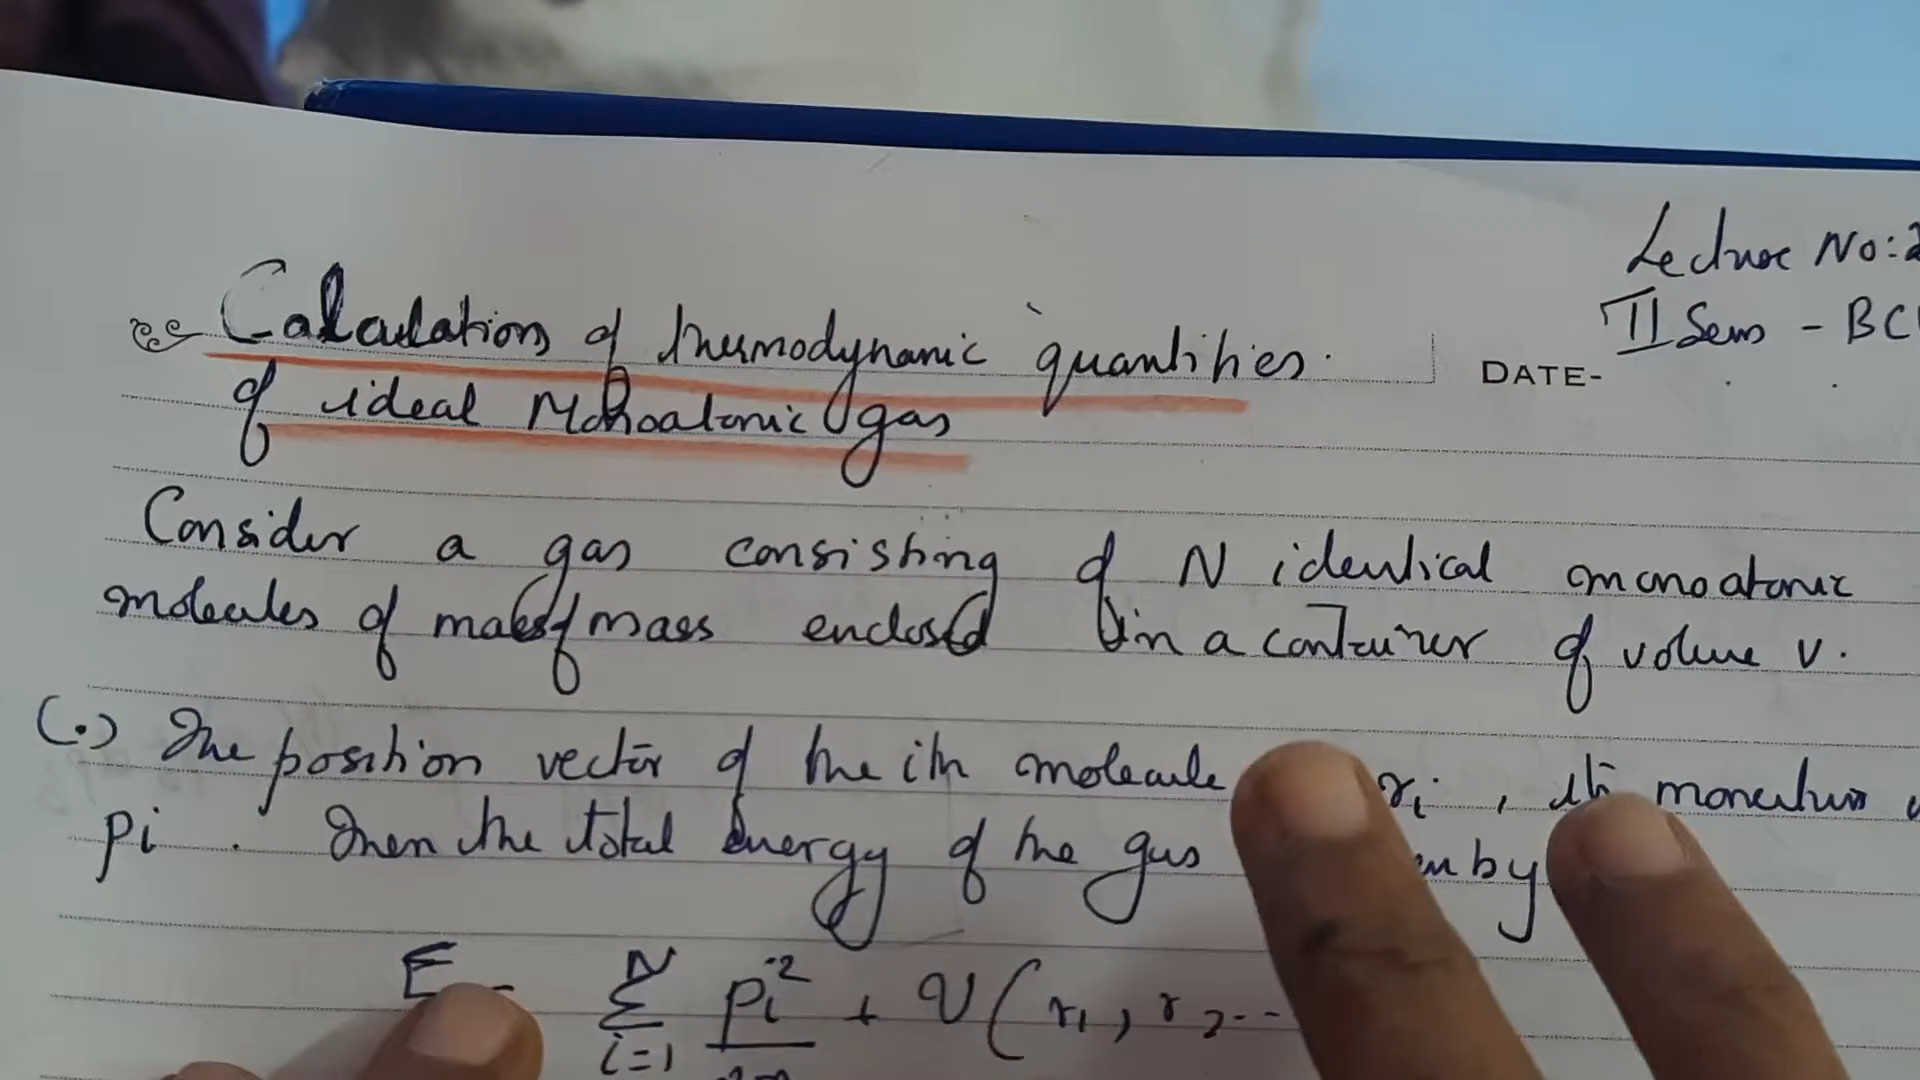 Lecture No: 2
II Sem - BCU
DATE-
Calculation of thermodynamic quantities.
of ideal Monoatomic gas
Consider a gas consisting of N identical monoatomic
molecules of mass enclosed in a container of volume V.
(.) The position vector of the ith molecule ri, its momentum
pi. Then the total energy of the gas by
E = Σ N i=1 pi² + U(r1, r2...